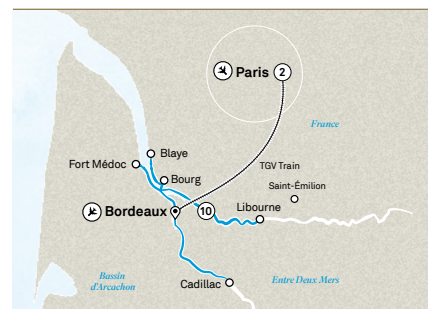 Paris 2
France
Blaye
Fort Médoc
TGV Train
Bourg
Saint-Émilion
Bordeaux
10
Libourne
Bassin
d'Arcachon
Cadillac
Entre Deux Mers